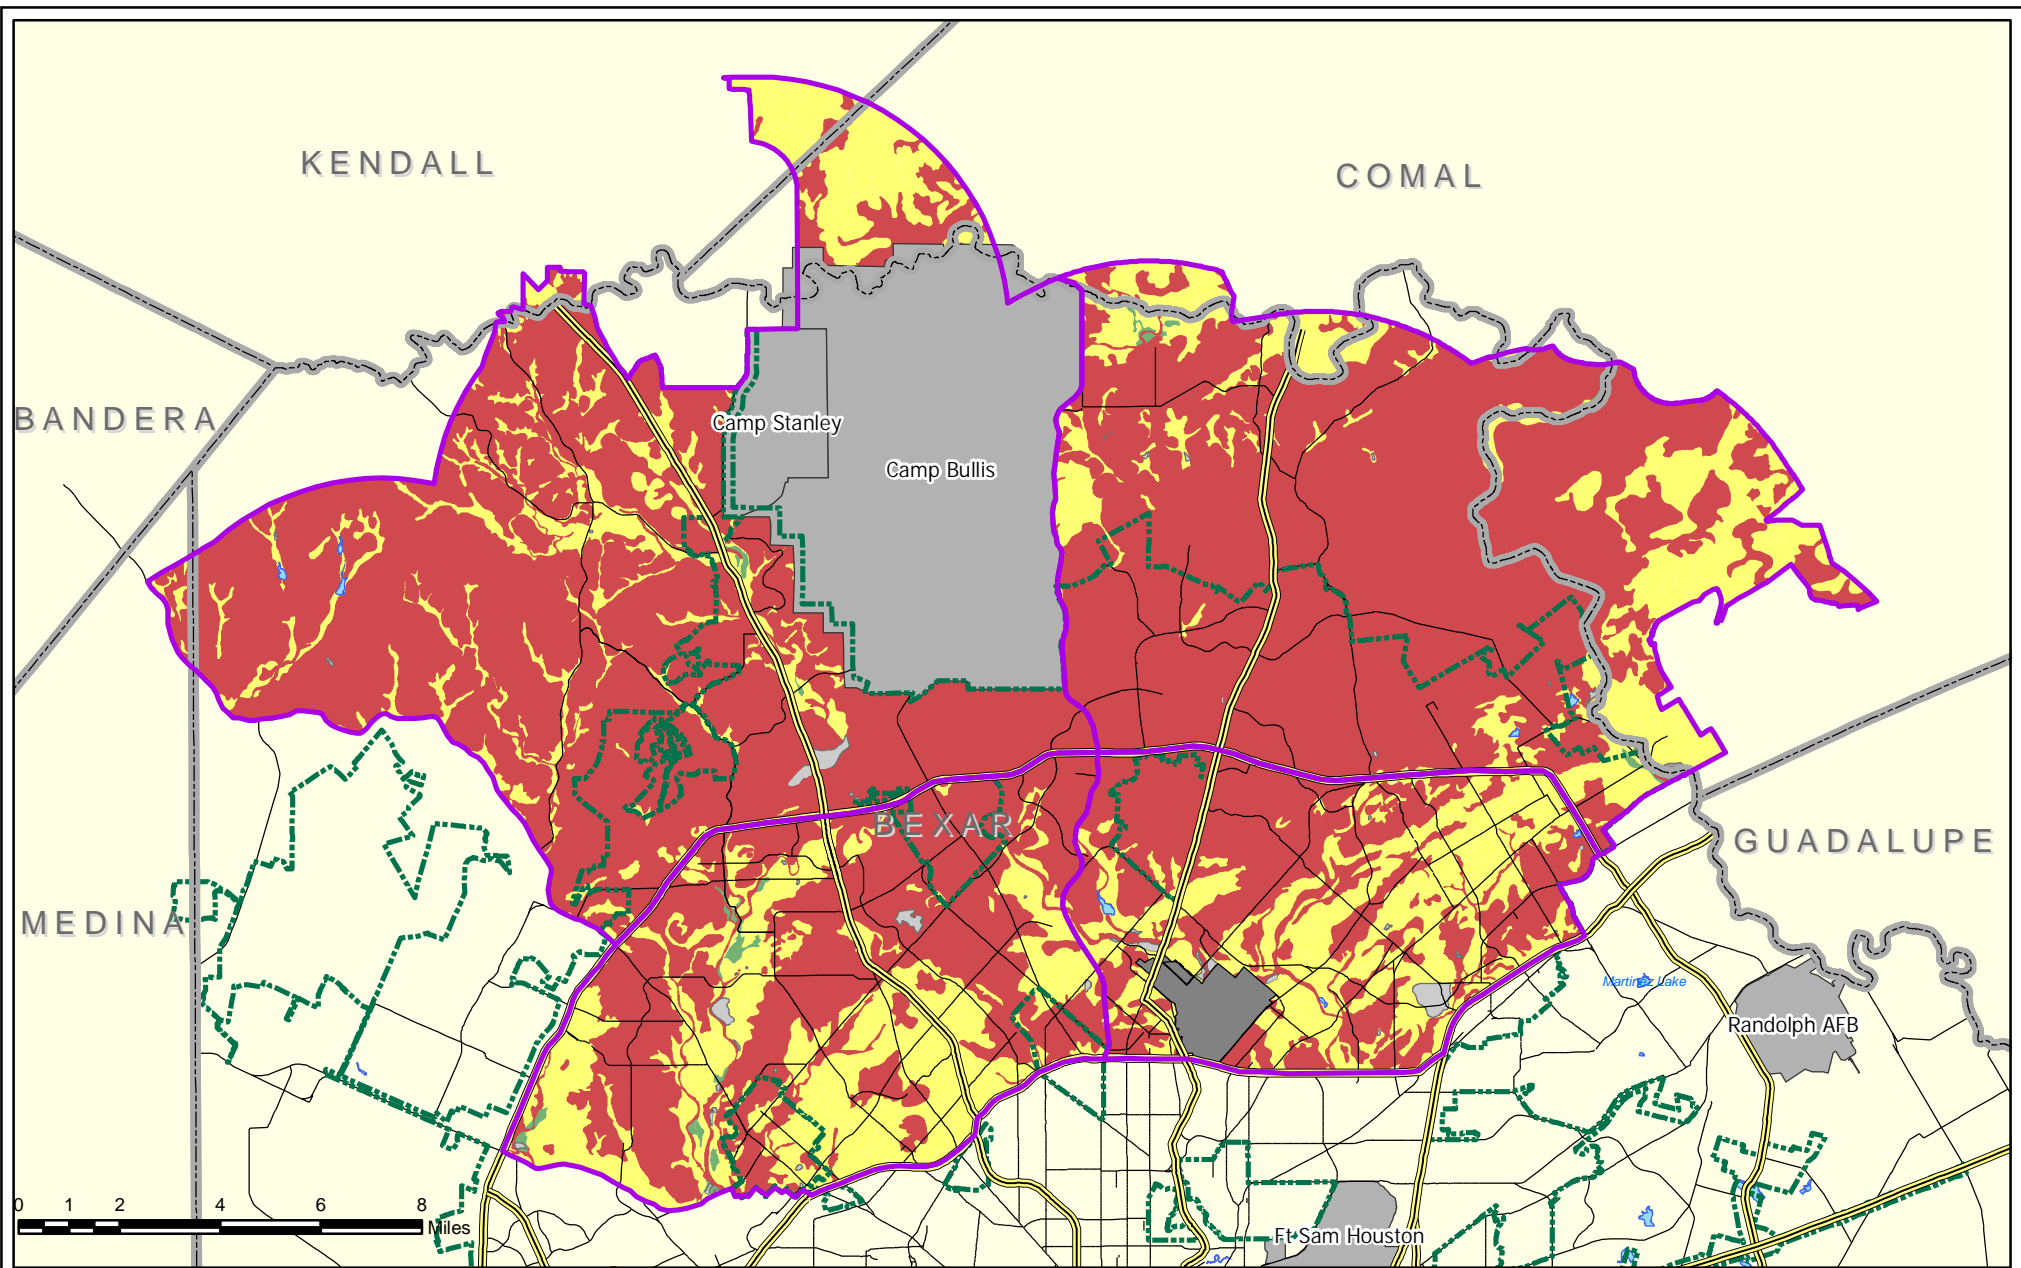 KENDALL
COMAL
BANDERA
Camp Stanley
Camp Bullis
BEXAR
GUADALUPE
MEDINA
Martinez Lake
Randolph AFB
0 1 2 4 6 8
Miles
Ft Sam Houston